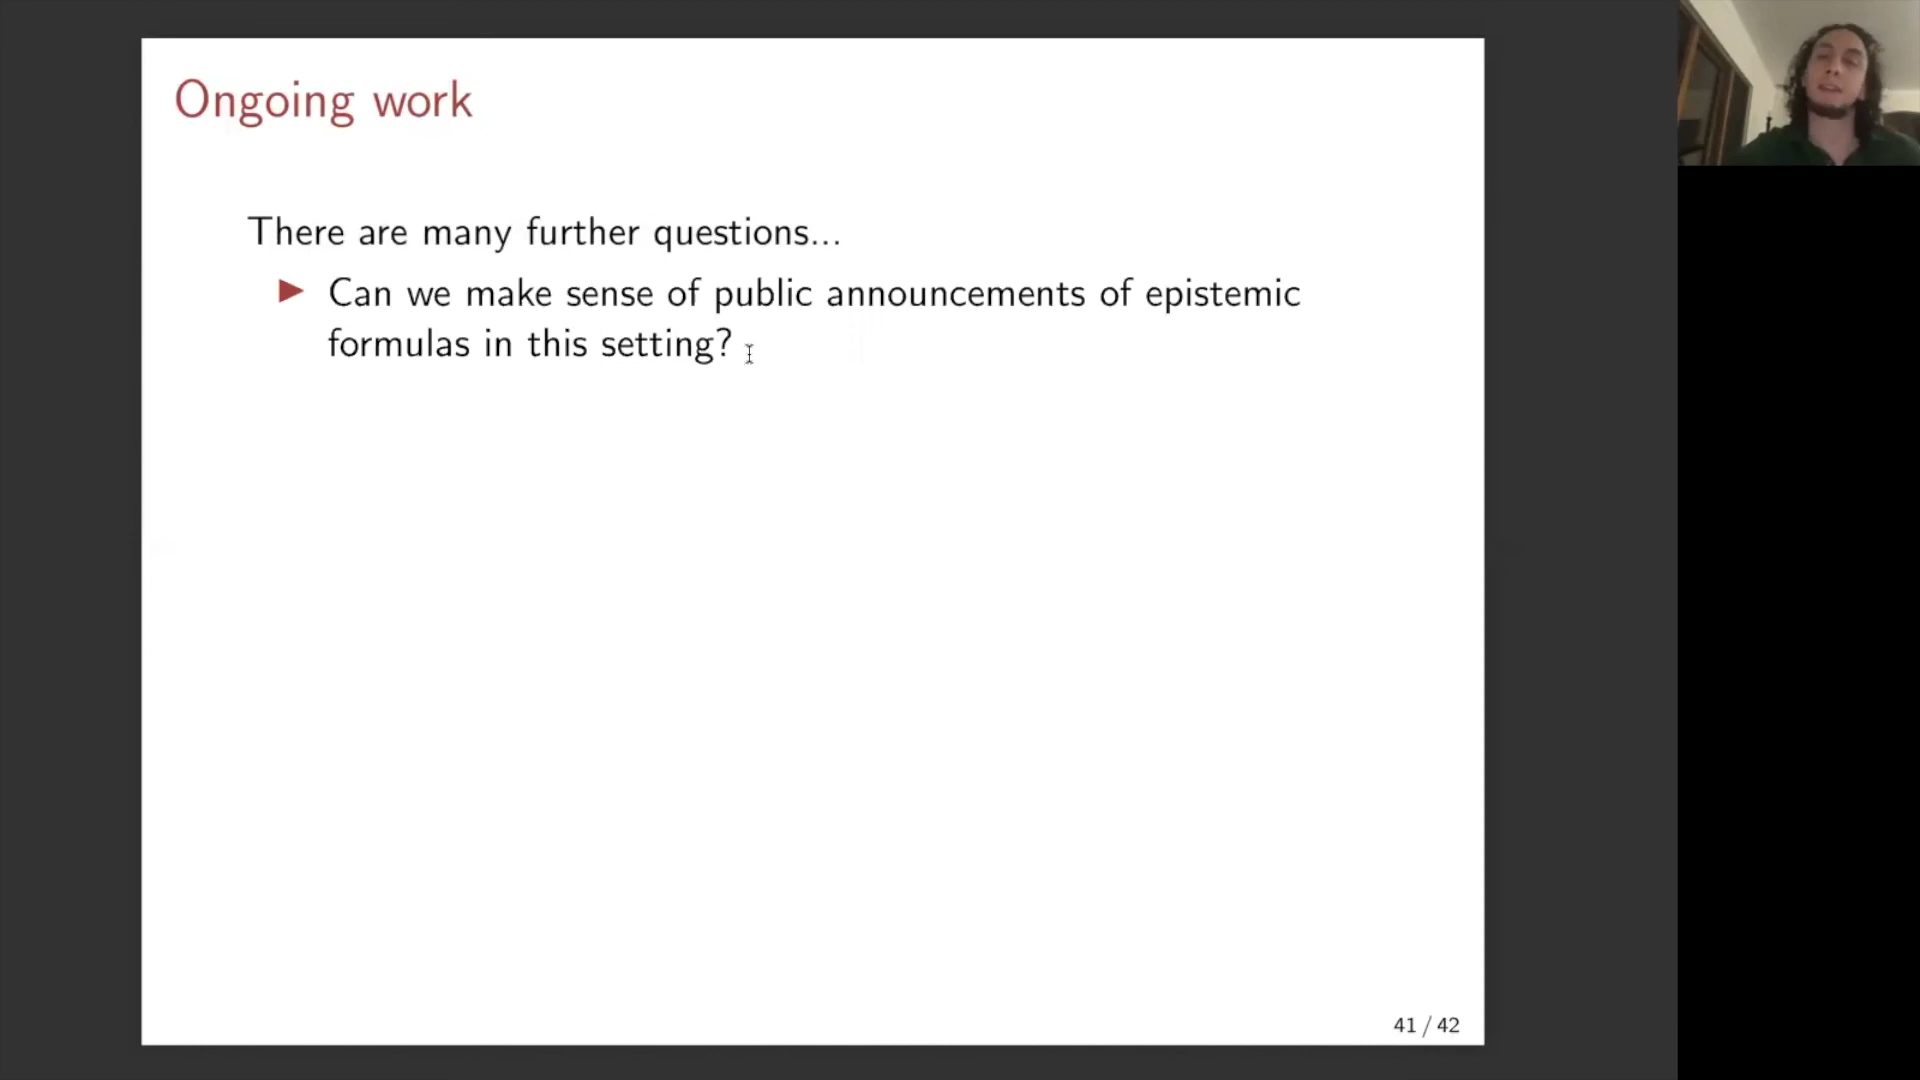 Ongoing work
There are many further questions...
Can we make sense of public announcements of epistemic
formulas in this setting?
41 / 42